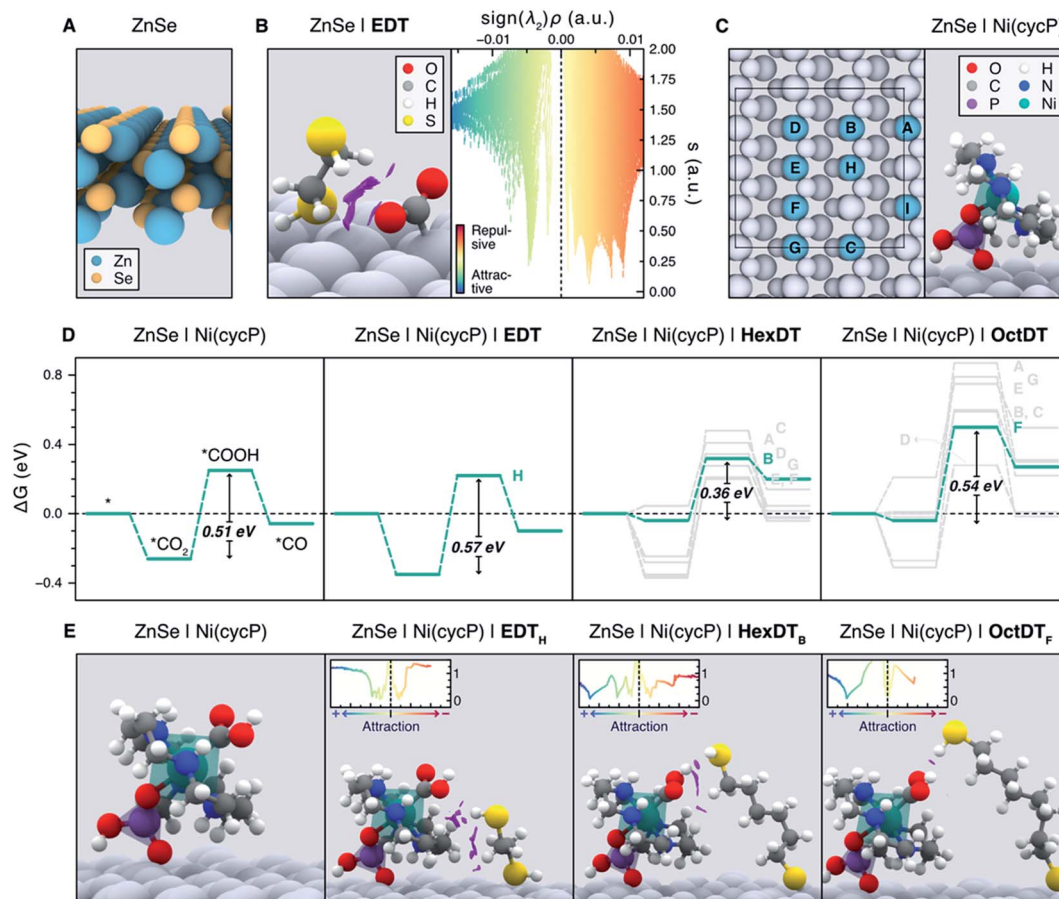 A ZnSe
Zn
Se
B ZnSe | EDT
sign(λ₂)ρ (a.u.)
−0.01 0.00 0.01
O
C
H
S
2.00
1.75
1.50
1.25
1.00
0.75
0.50
0.25
0.00
s (a.u.)
Repul-
sive
Attrac-
tive
C ZnSe | Ni(cycP)
D B A
E H
F I
G C
O H
C N
P Ni
D
ZnSe | Ni(cycP) ZnSe | Ni(cycP) | EDT ZnSe | Ni(cycP) | HexDT ZnSe | Ni(cycP) | OctDT
ΔG (eV)
0.8
0.4
0.0
−0.4
*
*CO₂
*COOH
0.51 eV
*CO
H
0.57 eV
C
A
D
B
G
E, F
0.36 eV
A
G
E
B, C
F
D
0.54 eV
E
ZnSe | Ni(cycP) ZnSe | Ni(cycP) | EDT_H ZnSe | Ni(cycP) | HexDT_B ZnSe | Ni(cycP) | OctDT_F
1
0
+ −
Attraction
1
0
+ −
Attraction
1
0
+ −
Attraction